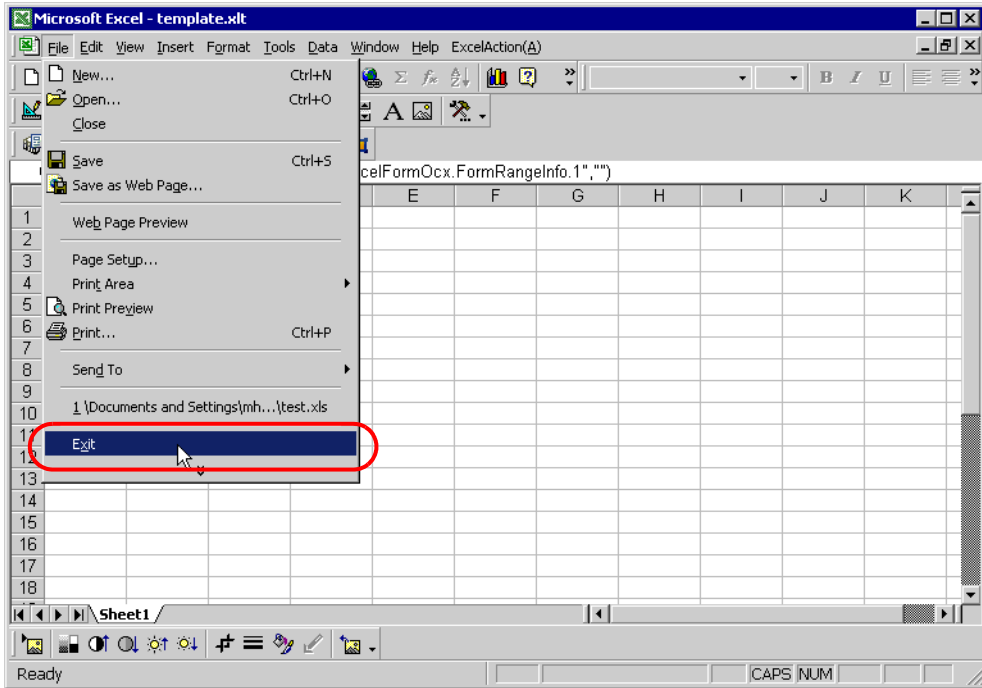 Microsoft Excel - template.xlt
File Edit View Insert Format Tools Data Window Help ExcelAction(A)
New... Ctrl+N
Open... Ctrl+O
Close
Save Ctrl+S
Save as Web Page...
Web Page Preview
Page Setup...
Print Area
Print Preview
Print... Ctrl+P
Send To
1 \Documents and Settings\mh...\test.xls
Exit
Σ fx B I U
A
celFormOcx.FormRangeInfo.1","")
E F G H I J K
1
2
3
4
5
6
7
8
9
10
11
12
13
14
15
16
17
18
Sheet1
Ready CAPS NUM